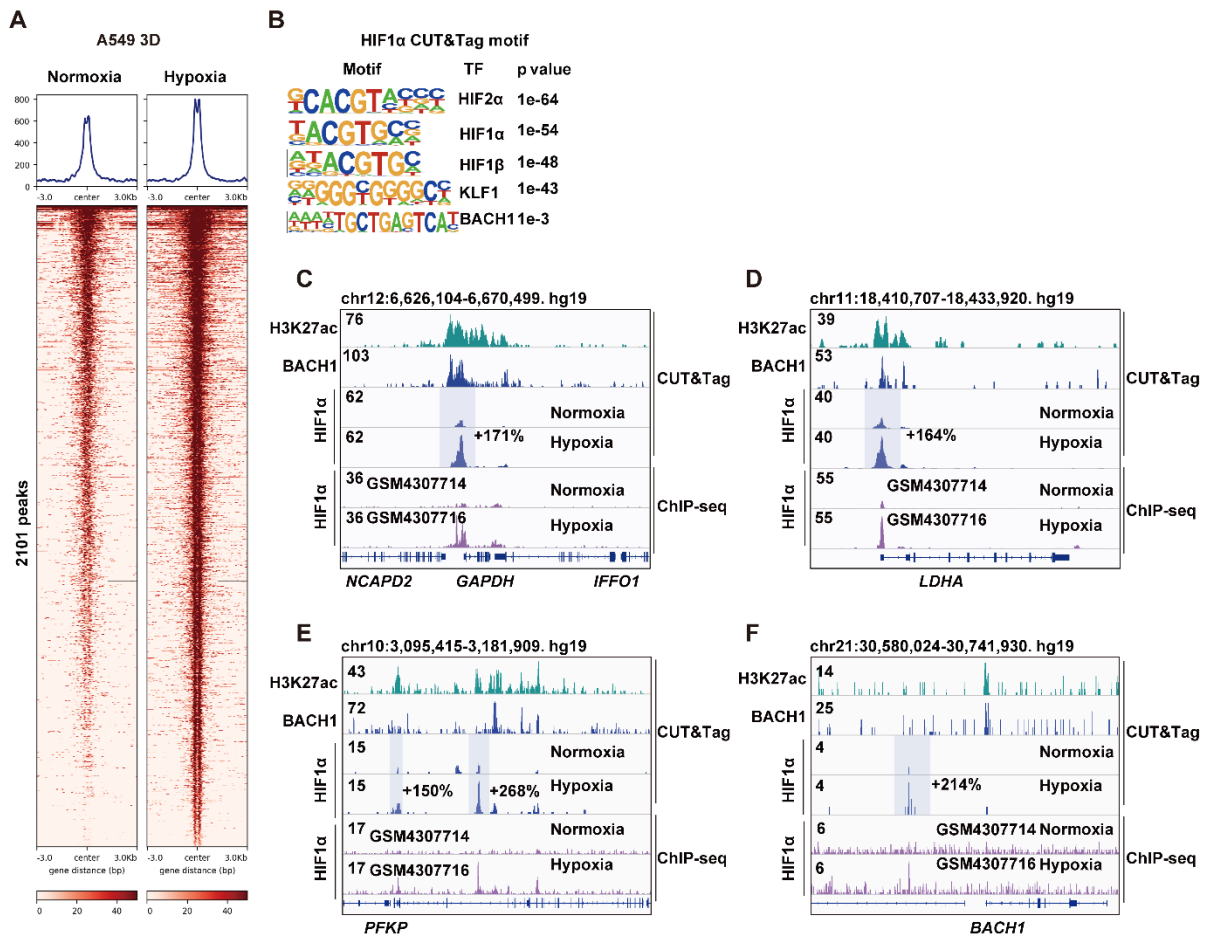 A
A549 3D
Normoxia
Hypoxia
800
600
400
200
0
-3.0 center 3.0Kb
-3.0 center 3.0Kb
2101 peaks
-3.0 center 3.0Kb
-3.0 center 3.0Kb
gene distance (bp)
gene distance (bp)
0 20 40
0 20 40
B
HIF1α CUT&Tag motif
Motif TF p value
HIF2α 1e-64
HIF1α 1e-54
HIF1β 1e-48
KLF1 1e-43
BACH1 1e-3
C
chr12:6,626,104-6,670,499. hg19
H3K27ac 76
BACH1 103
CUT&Tag
HIF1α
62 Normoxia
62 +171% Hypoxia
HIF1α
36 GSM4307714 Normoxia
36 GSM4307716 Hypoxia
ChIP-seq
NCAPD2 GAPDH IFFO1
D
chr11:18,410,707-18,433,920. hg19
H3K27ac 39
BACH1 53
CUT&Tag
HIF1α
40 Normoxia
40 +164% Hypoxia
HIF1α
55 GSM4307714 Normoxia
55 GSM4307716 Hypoxia
ChIP-seq
LDHA
E
chr10:3,095,415-3,181,909. hg19
H3K27ac 43
BACH1 72
CUT&Tag
HIF1α
15 Normoxia
15 +150% +268% Hypoxia
HIF1α
17 GSM4307714 Normoxia
17 GSM4307716 Hypoxia
ChIP-seq
PFKP
F
chr21:30,580,024-30,741,930. hg19
H3K27ac 14
BACH1 25
CUT&Tag
HIF1α
4 Normoxia
4 +214% Hypoxia
HIF1α
6 GSM4307714 Normoxia
6 GSM4307716 Hypoxia
ChIP-seq
BACH1